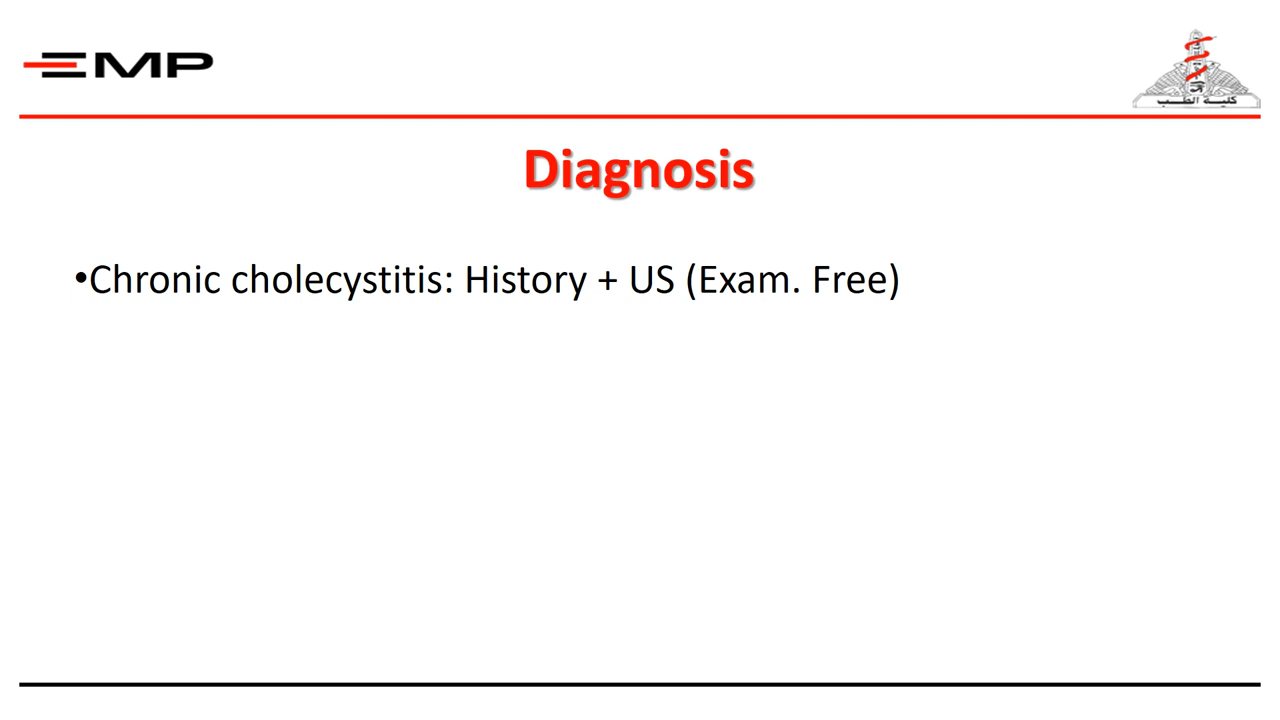 EMP
كلية الطب
Diagnosis
•Chronic cholecystitis: History + US (Exam. Free)